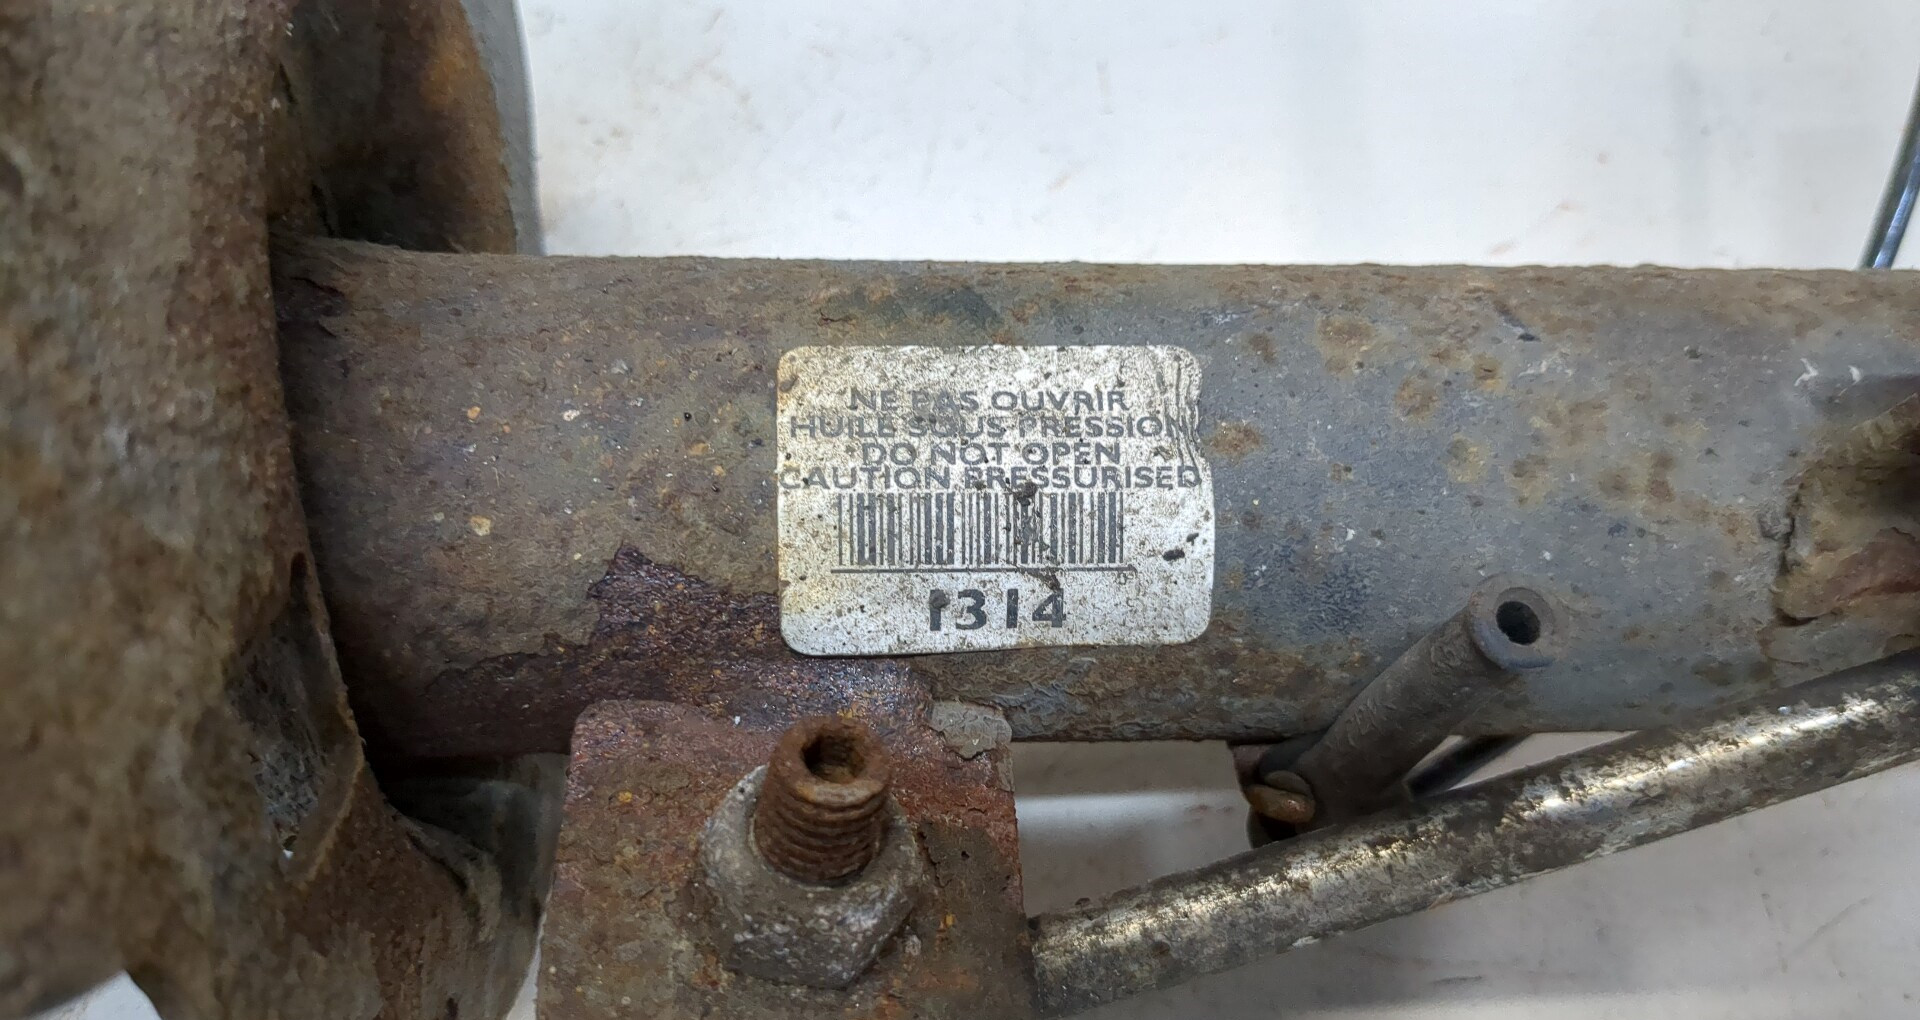 NE PAS OUVRIR
HUILE SOUS PRESSION
DO NOT OPEN
CAUTION PRESSURISED
1314